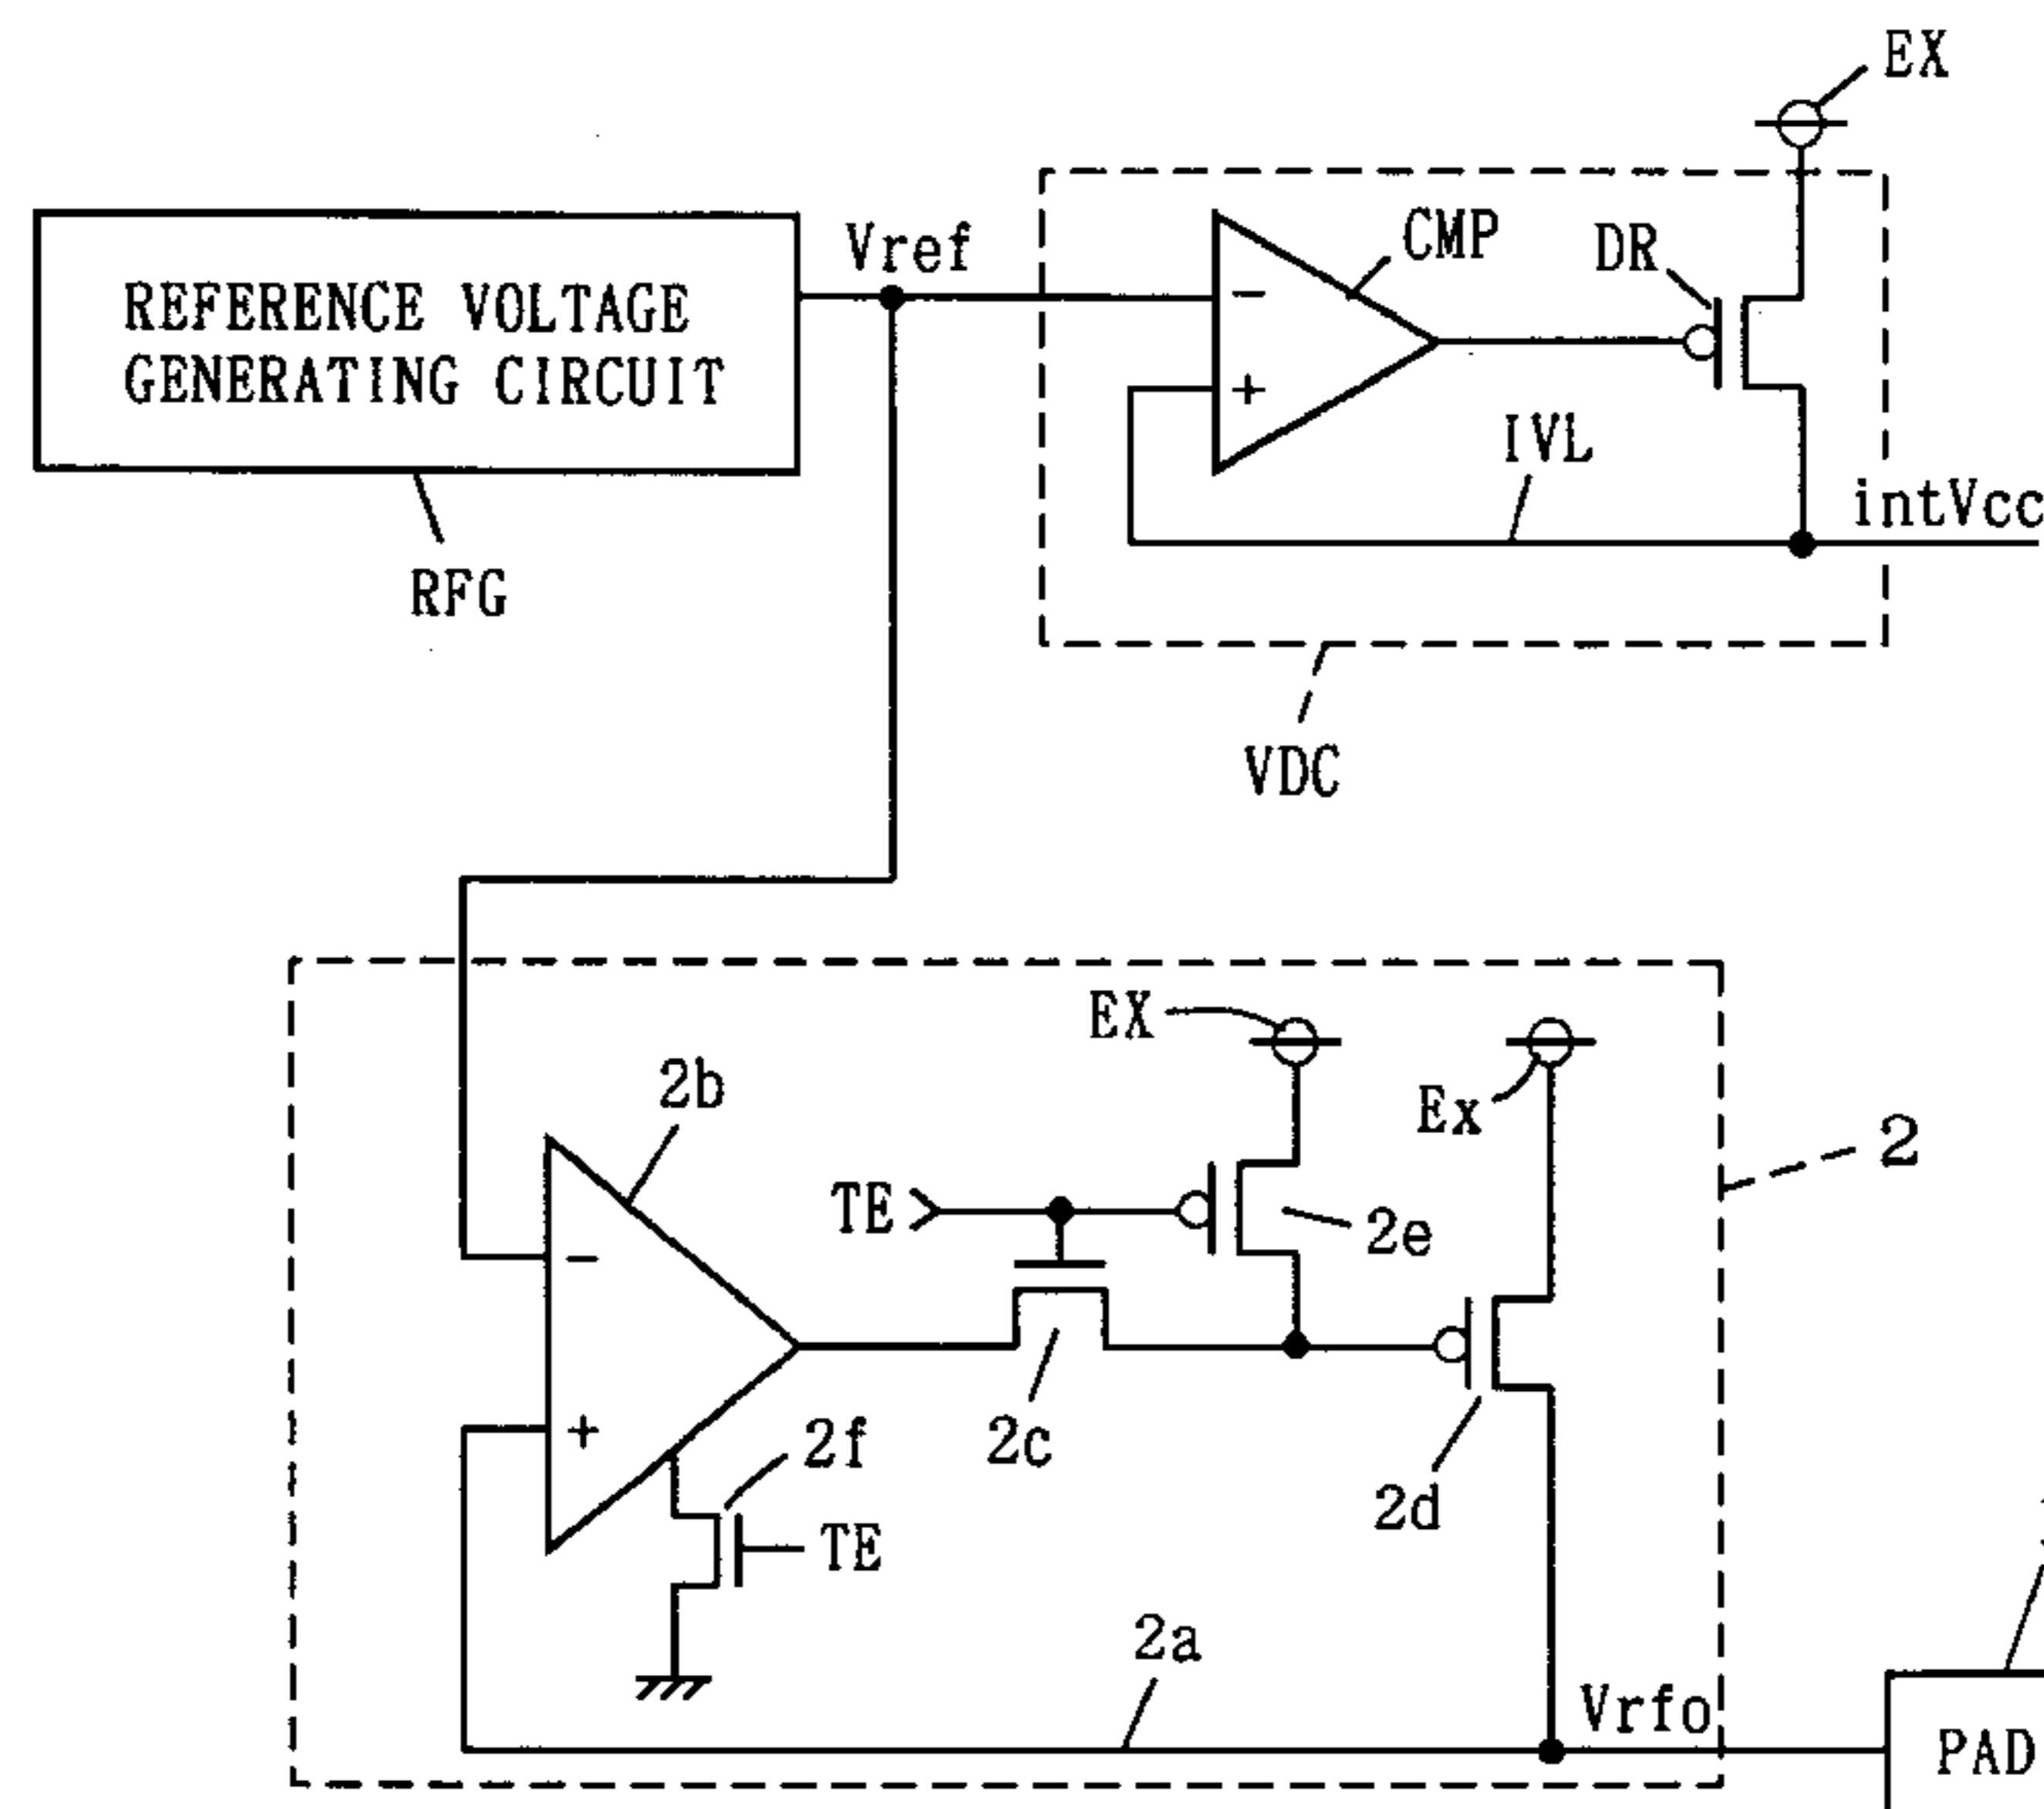 EX
Vref
CMP
DR
REFERENCE VOLTAGE
GENERATING CIRCUIT
-
+
IVL
intVcc
RFG
VDC
EX
2b
Ex
2
TE
2e
-
+
2f
2c
2d
TE
2a
Vrfo
PAD